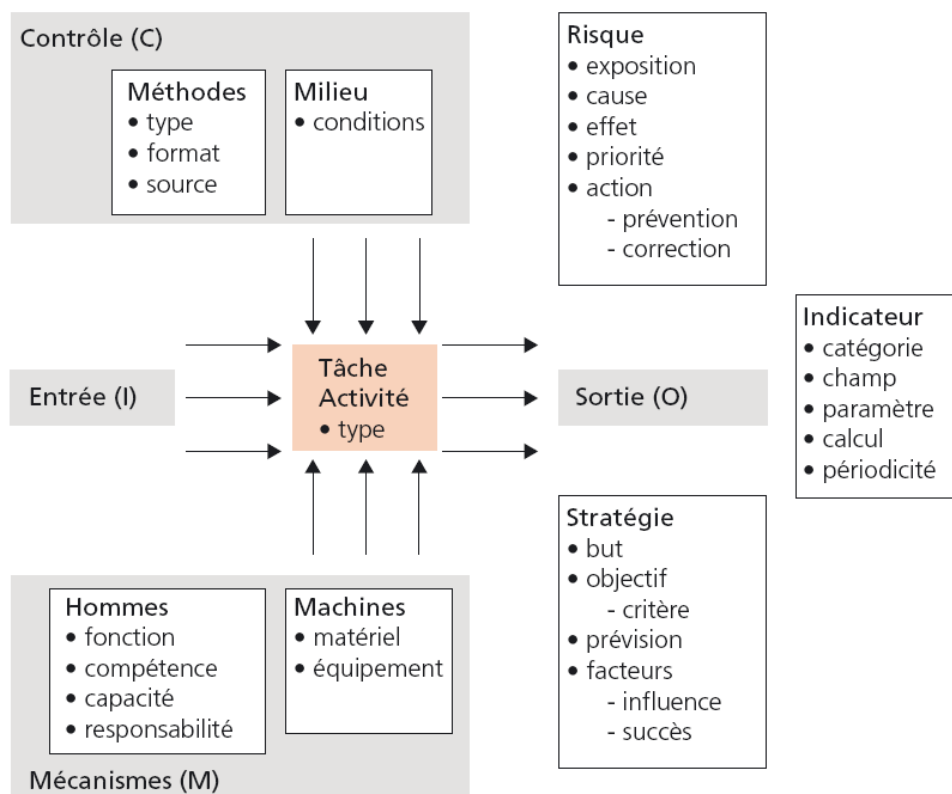 Contrôle (C)
Méthodes
• type
• format
• source
Milieu
• conditions
Risque
• exposition
• cause
• effet
• priorité
• action
- prévention
- correction
Entrée (I)
Tâche
Activité
• type
Sortie (O)
Indicateur
• catégorie
• champ
• paramètre
• calcul
• périodicité
Hommes
• fonction
• compétence
• capacité
• responsabilité
Machines
• matériel
• équipement
Mécanismes (M)
Stratégie
• but
• objectif
- critère
• prévision
• facteurs
- influence
- succès